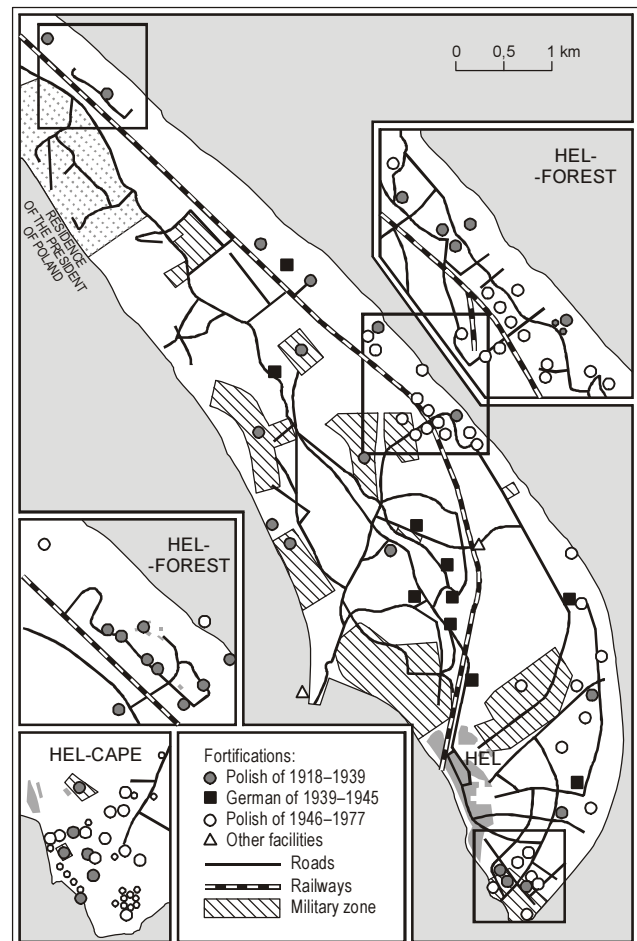 0 0,5 1 km
HEL-
-FOREST
RESIDENCE
OF THE PRESIDENT
OF POLAND
HEL-
-FOREST
HEL
HEL-CAPE
Fortifications:
Polish of 1918–1939
German of 1939–1945
Polish of 1946–1977
Other facilities
Roads
Railways
Military zone